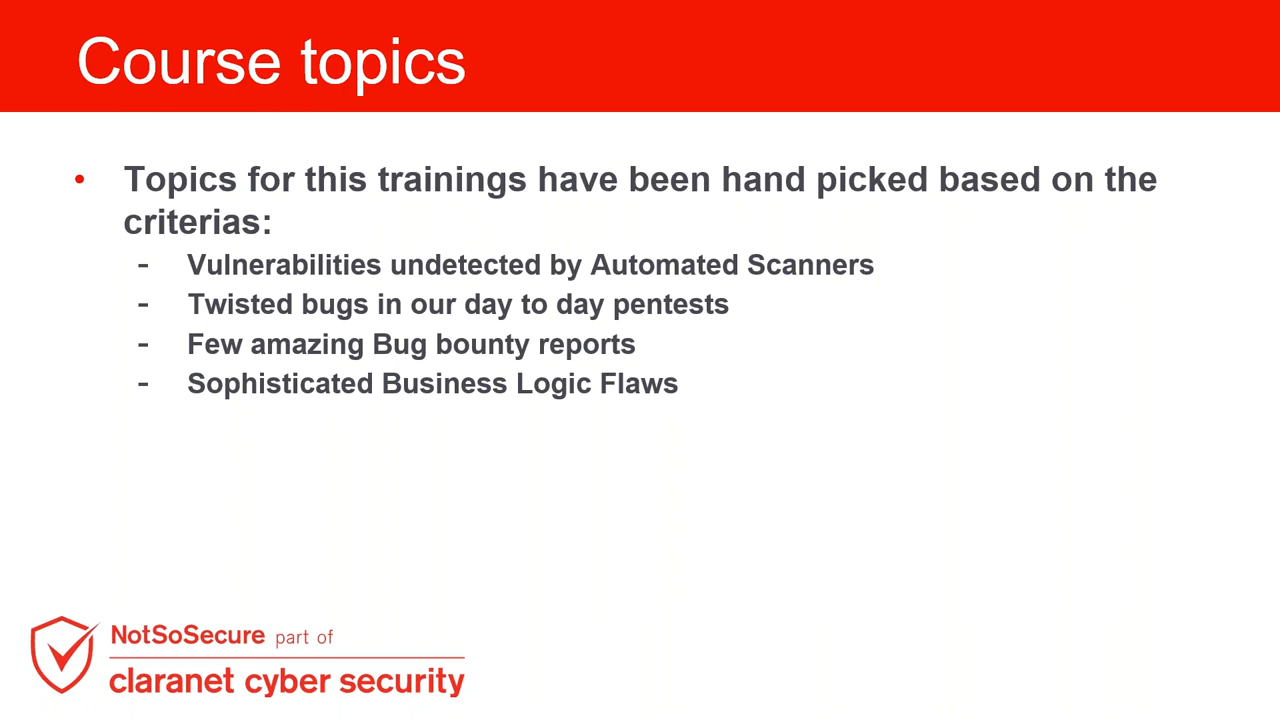 Course topics
• Topics for this trainings have been hand picked based on the
criterias:
- Vulnerabilities undetected by Automated Scanners
- Twisted bugs in our day to day pentests
- Few amazing Bug bounty reports
- Sophisticated Business Logic Flaws
NotSoSecure part of
claranet cyber security